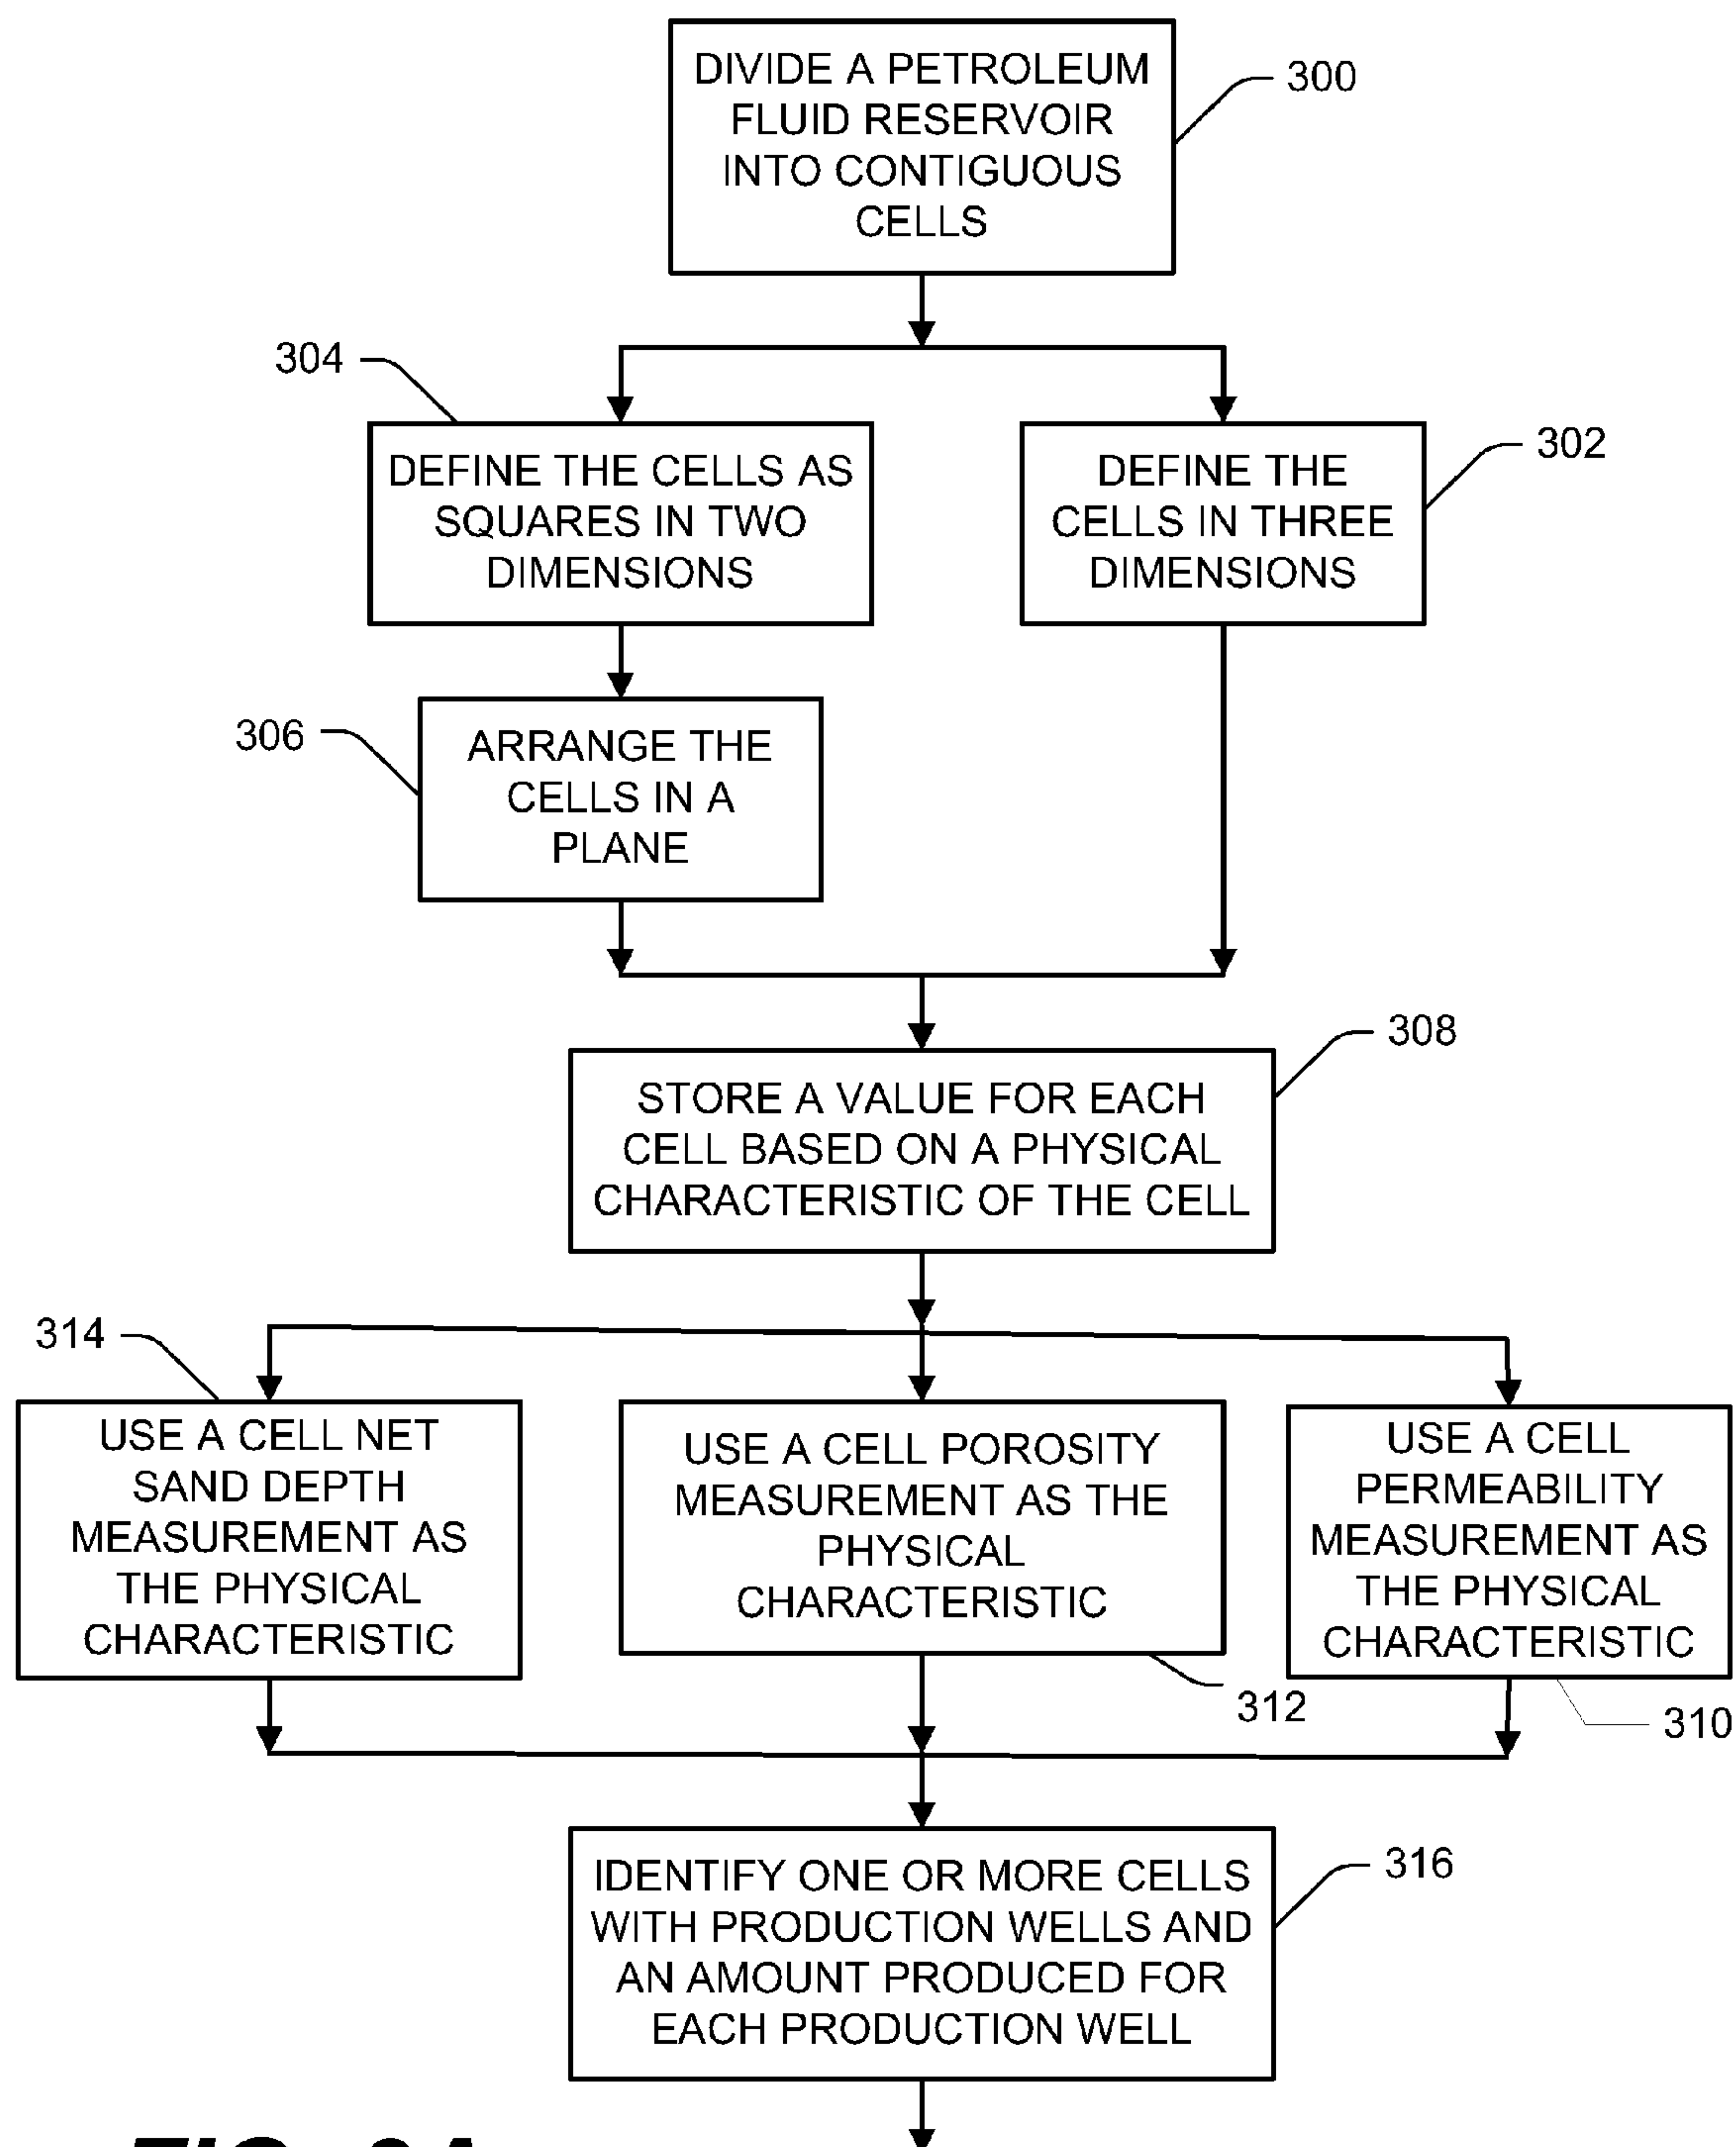 DIVIDE A PETROLEUM
FLUID RESERVOIR
INTO CONTIGUOUS
CELLS
300
304
DEFINE THE CELLS AS
SQUARES IN TWO
DIMENSIONS
302
DEFINE THE
CELLS IN THREE
DIMENSIONS
306
ARRANGE THE
CELLS IN A
PLANE
308
STORE A VALUE FOR EACH
CELL BASED ON A PHYSICAL
CHARACTERISTIC OF THE CELL
314
USE A CELL NET
SAND DEPTH
MEASUREMENT AS
THE PHYSICAL
CHARACTERISTIC
USE A CELL POROSITY
MEASUREMENT AS THE
PHYSICAL
CHARACTERISTIC
312
USE A CELL
PERMEABILITY
MEASUREMENT AS
THE PHYSICAL
CHARACTERISTIC
310
316
IDENTIFY ONE OR MORE CELLS
WITH PRODUCTION WELLS AND
AN AMOUNT PRODUCED FOR
EACH PRODUCTION WELL